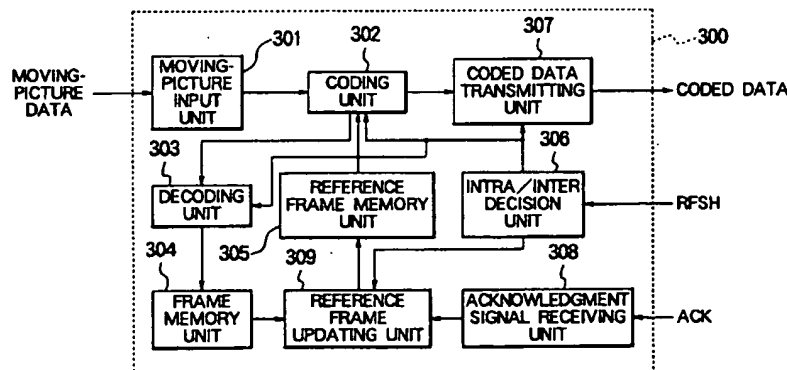 307
302
301
300
MOVING-
PICTURE
DATA
MOVING-
PICTURE
INPUT
UNIT
CODING
UNIT
CODED DATA
TRANSMITTING
UNIT
CODED DATA
303
306
DECODING
UNIT
REFERENCE
FRAME MEMORY
UNIT
INTRA/INTER
DECISION
UNIT
RFSH
305
304
309
308
FRAME
MEMORY
UNIT
REFERENCE
FRAME
UPDATING UNIT
ACKNOWLEDGMENT
SIGNAL RECEIVING
UNIT
ACK